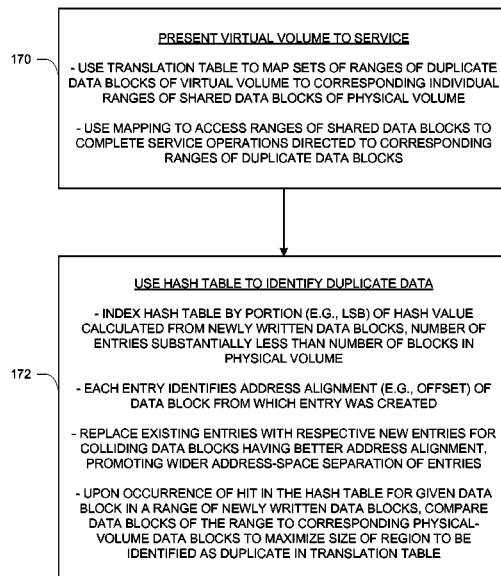 PRESENT VIRTUAL VOLUME TO SERVICE
170
- USE TRANSLATION TABLE TO MAP SETS OF RANGES OF DUPLICATE
DATA BLOCKS OF VIRTUAL VOLUME TO CORRESPONDING INDIVIDUAL
RANGES OF SHARED DATA BLOCKS OF PHYSICAL VOLUME
- USE MAPPING TO ACCESS RANGES OF SHARED DATA BLOCKS TO
COMPLETE SERVICE OPERATIONS DIRECTED TO CORRESPONDING
RANGES OF DUPLICATE DATA BLOCKS
USE HASH TABLE TO IDENTIFY DUPLICATE DATA
- INDEX HASH TABLE BY PORTION (E.G., LSB) OF HASH VALUE
CALCULATED FROM NEWLY WRITTEN DATA BLOCKS, NUMBER OF
ENTRIES SUBSTANTIALLY LESS THAN NUMBER OF BLOCKS IN
PHYSICAL VOLUME
172
- EACH ENTRY IDENTIFIES ADDRESS ALIGNMENT (E.G., OFFSET) OF
DATA BLOCK FROM WHICH ENTRY WAS CREATED
- REPLACE EXISTING ENTRIES WITH RESPECTIVE NEW ENTRIES FOR
COLLIDING DATA BLOCKS HAVING BETTER ADDRESS ALIGNMENT,
PROMOTING WIDER ADDRESS-SPACE SEPARATION OF ENTRIES
- UPON OCCURRENCE OF HIT IN THE HASH TABLE FOR GIVEN DATA
BLOCK IN A RANGE OF NEWLY WRITTEN DATA BLOCKS, COMPARE
DATA BLOCKS OF THE RANGE TO CORRESPONDING PHYSICAL-
VOLUME DATA BLOCKS TO MAXIMIZE SIZE OF REGION TO BE
IDENTIFIED AS DUPLICATE IN TRANSLATION TABLE